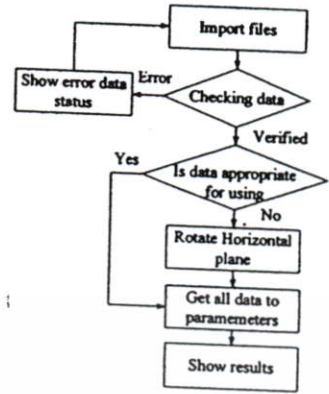 Import files
Show error data
status
Error
Checking data
Verified
Yes
Is data appropriate
for using
No
Rotate Horizontal
plane
Get all data to
paramemeters
Show results